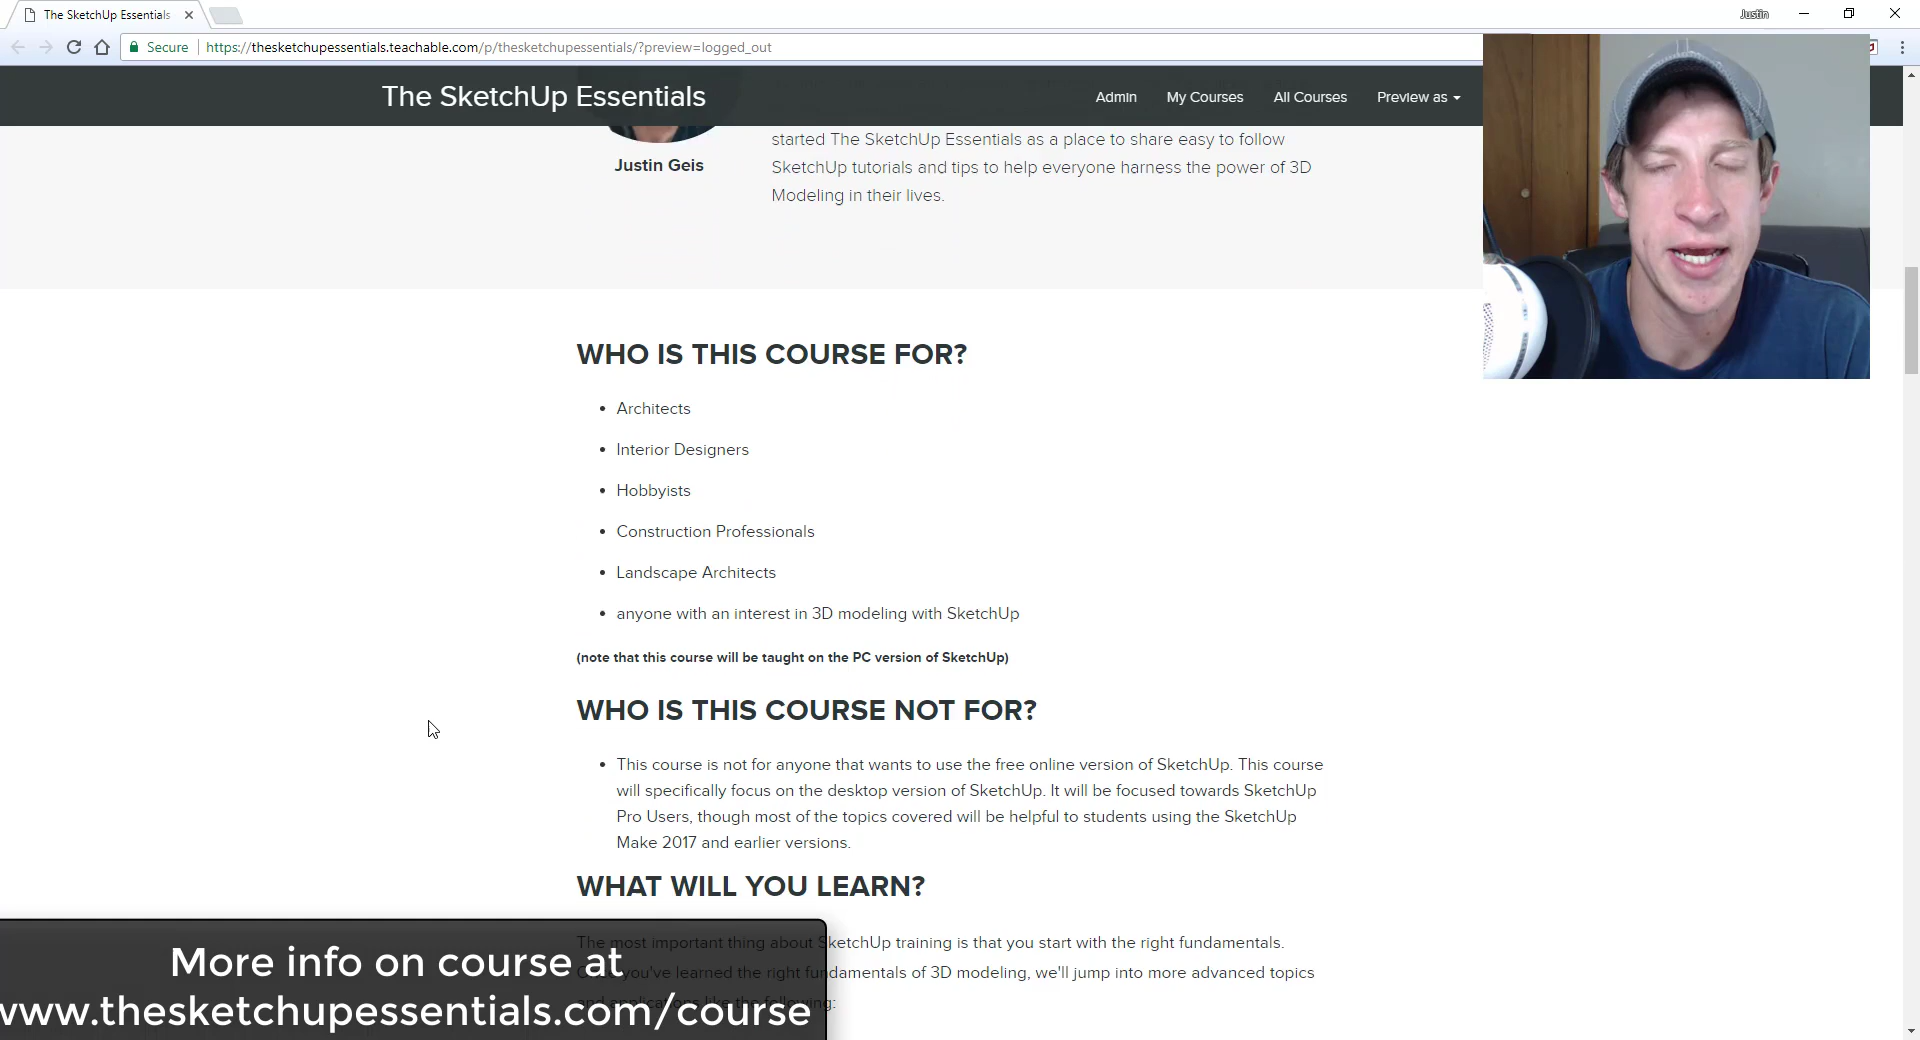 The SketchUp Essentials
Justin
Secure https://thesketchupessentials.teachable.com/p/thesketchupessentials/?preview=logged_out
The SketchUp Essentials
Admin
My Courses
All Courses
Preview as
Justin Geis
started The SketchUp Essentials as a place to share easy to follow
SketchUp tutorials and tips to help everyone harness the power of 3D
Modeling in their lives.
WHO IS THIS COURSE FOR?
• Architects
• Interior Designers
• Hobbyists
• Construction Professionals
• Landscape Architects
• anyone with an interest in 3D modeling with SketchUp
(note that this course will be taught on the PC version of SketchUp)
WHO IS THIS COURSE NOT FOR?
• This course is not for anyone that wants to use the free online version of SketchUp. This course
will specifically focus on the desktop version of SketchUp. It will be focused towards SketchUp
Pro Users, though most of the topics covered will be helpful to students using the SketchUp
Make 2017 and earlier versions.
WHAT WILL YOU LEARN?
The most important thing about SketchUp training is that you start with the right fundamentals.
Once you've learned the right fundamentals of 3D modeling, we'll jump into more advanced topics
and applications like the following:
More info on course at
www.thesketchupessentials.com/course